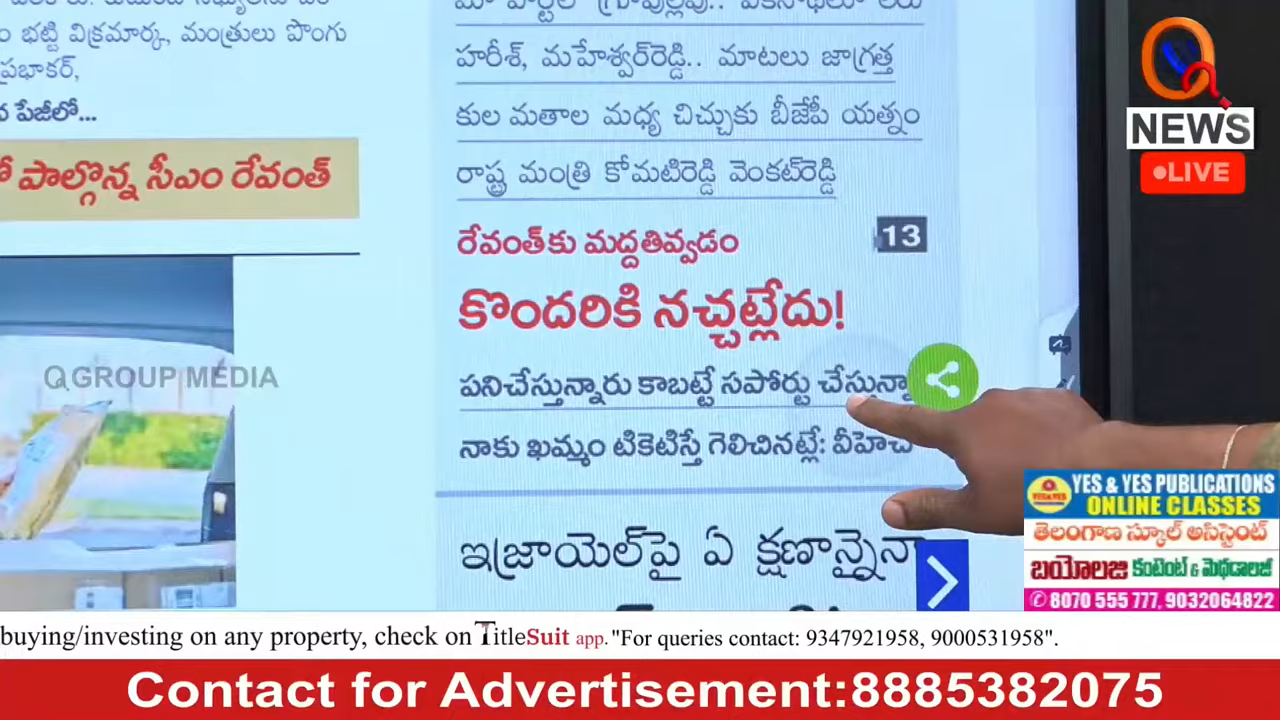 భట్టి విక్రమార్క, మంత్రులు పొంగు
ప్రభాకర్,
పేజీలో...
పాల్గొన్న సీఎం రేవంత్
హరీశ్, మహేశ్వర్‌రెడ్డి.. మాటలు జాగ్రత్త
కుల మతాల మధ్య చిచ్చుకు బీజేపీ యత్నం
రాష్ట్ర మంత్రి కోమటిరెడ్డి వెంకట్‌రెడ్డి
13
రేవంత్‌కు మద్దతివ్వడం
కొందరికి నచ్చట్లేదు!
పనిచేస్తున్నారు కాబట్టే సపోర్టు
నాకు ఖమ్మం టికెటిస్తే గెలిచినట్లే:
ఇజ్రాయెల్‌పై ఏ క్షణాన్నైనా
Q GROUP MEDIA
Q
NEWS
LIVE
YES & YES
YES & YES PUBLICATIONS
ONLINE CLASSES
తెలంగాణ స్కూల్ అసిస్టెంట్
బయోలజి కంటెంట్ & మెథడాలజీ
8070 555 777, 9032064822
buying/investing on any property, check on TitleSuit app. "For queries contact: 9347921958, 9000531958".
Contact for Advertisement:8885382075